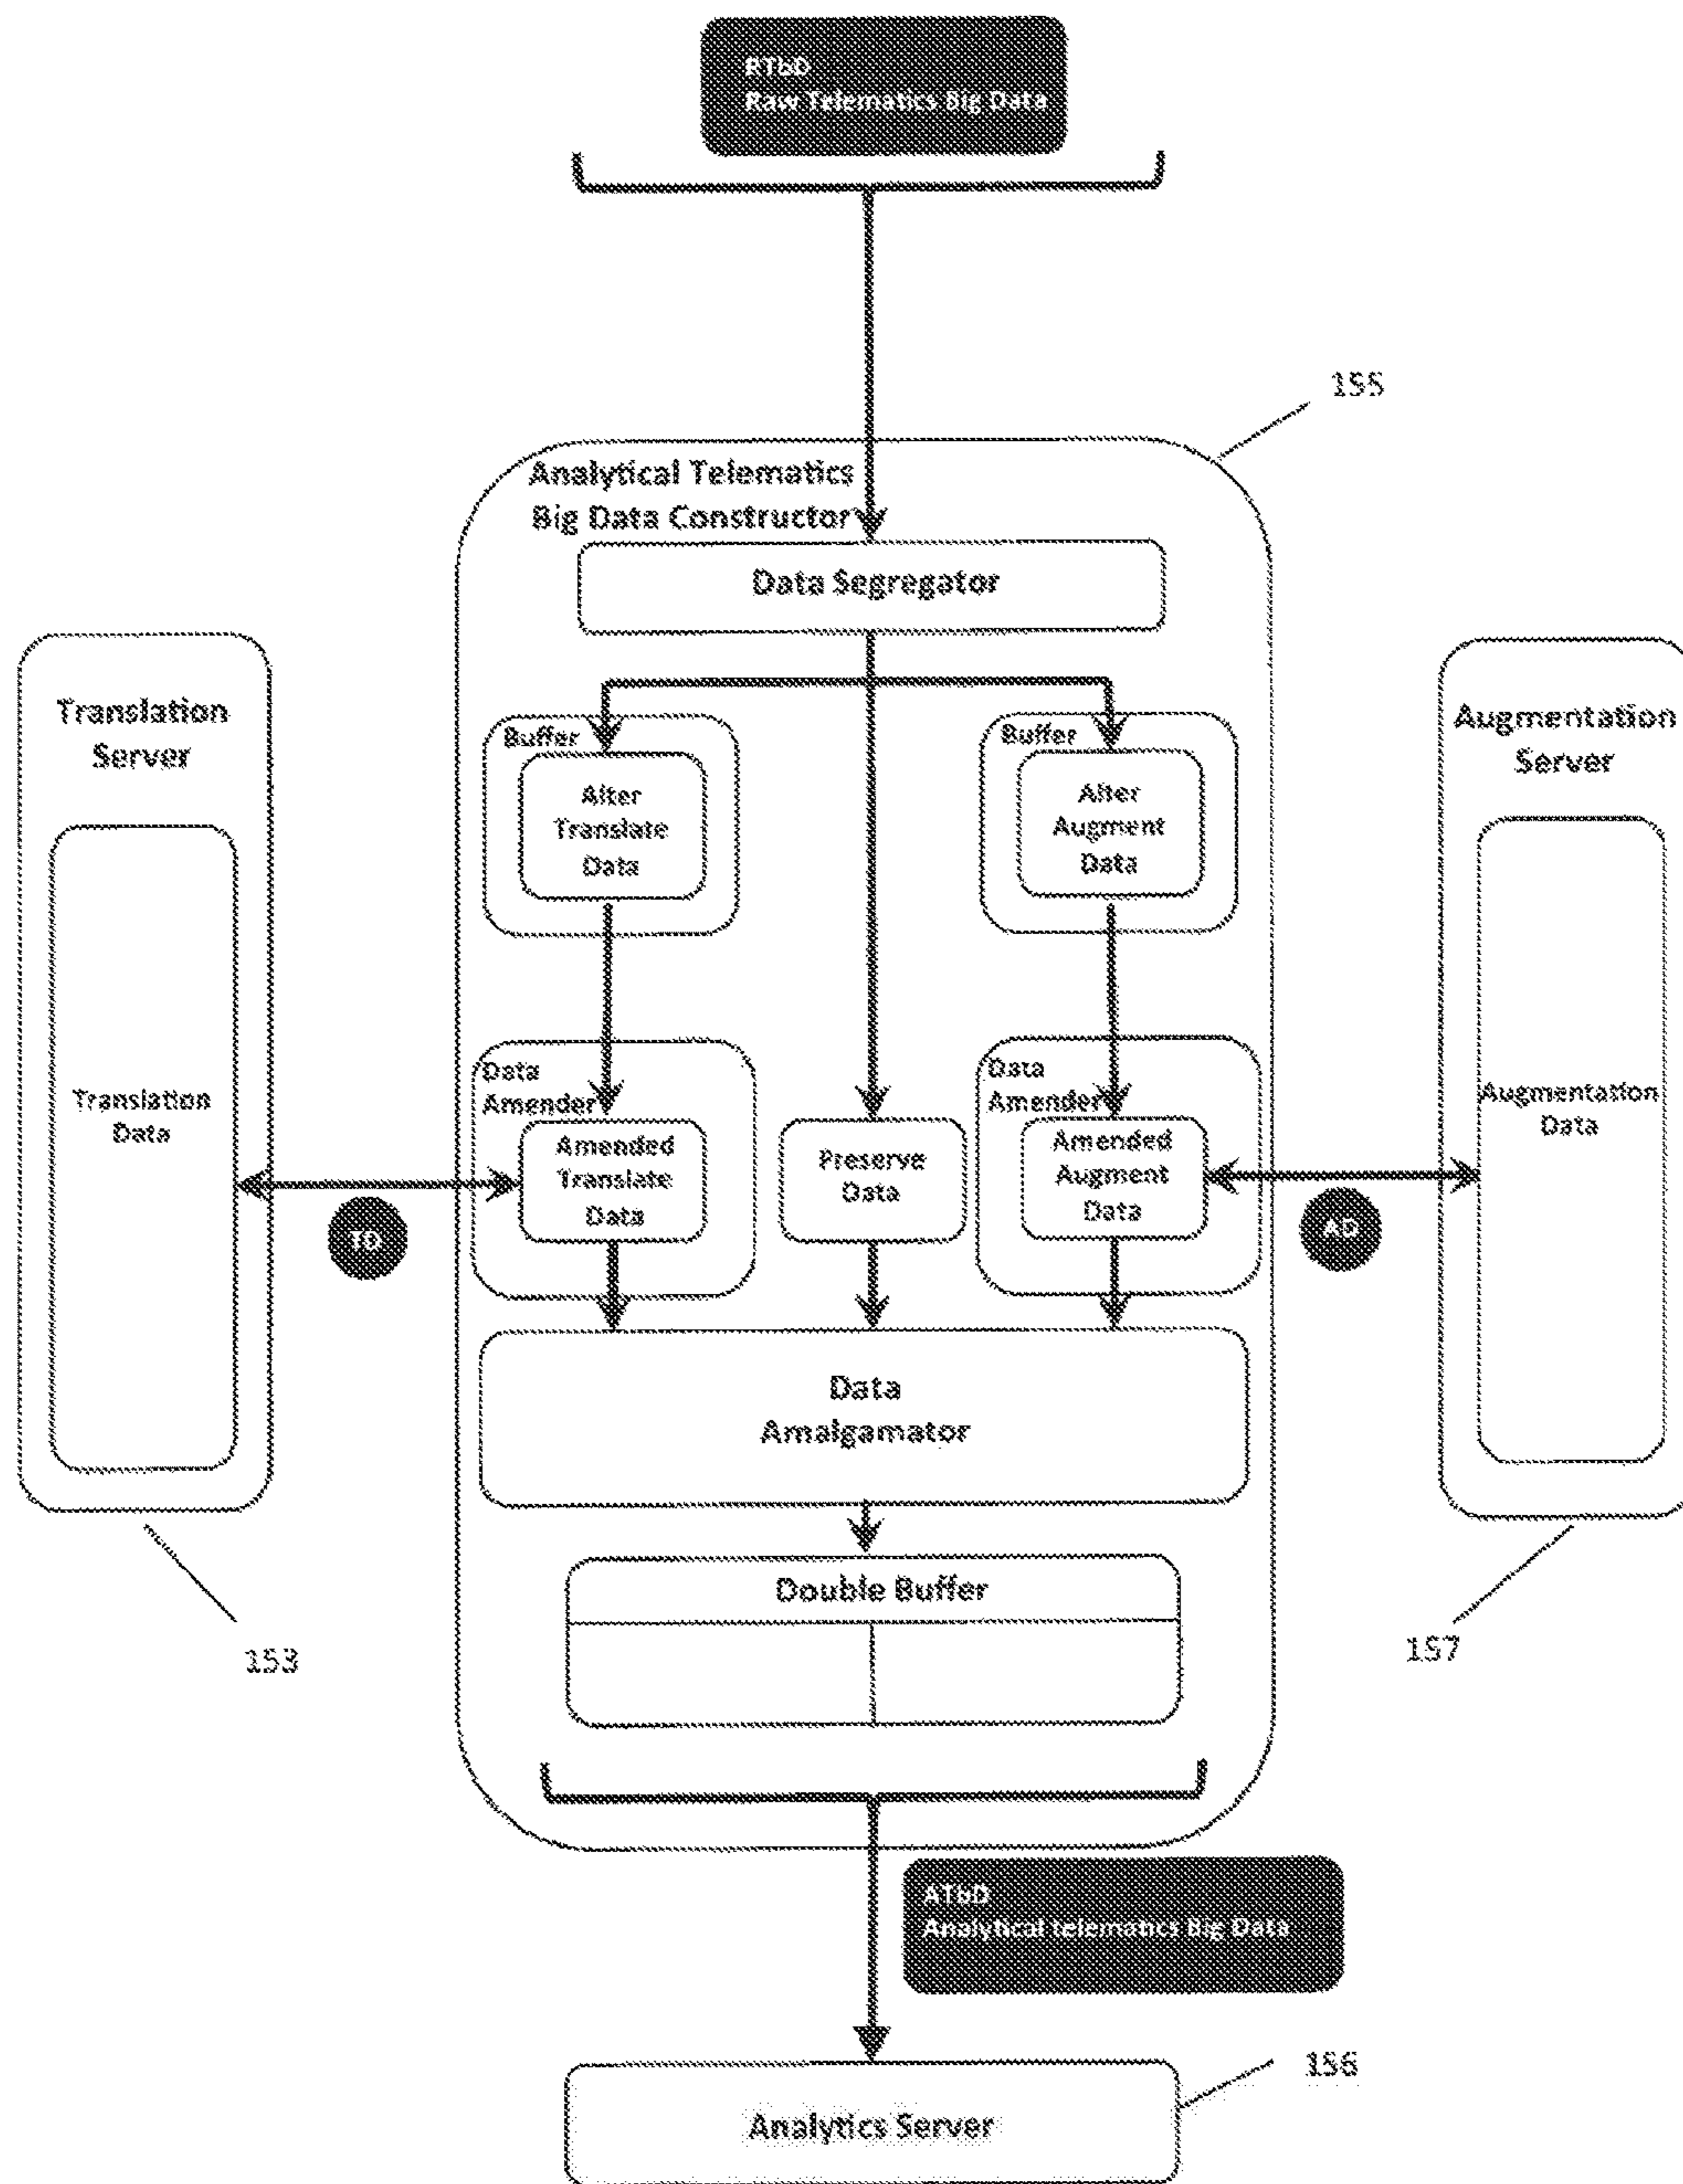 RTbD
Raw Telematics Big Data
155
Analytical Telematics
Big Data Constructor
Data Segregator
Translation
Server
Translation
Data
153
Buffer
Alter
Translate
Data
Buffer
Alter
Augment
Data
Augmentation
Server
Augmentation
Data
157
Data
Amender
Amended
Translate
Data
Preserve
Data
Data
Amender
Amended
Augment
Data
TD
AD
Data
Amalgamator
Double Buffer
ATbD
Analytical telematics Big Data
156
Analytics Server